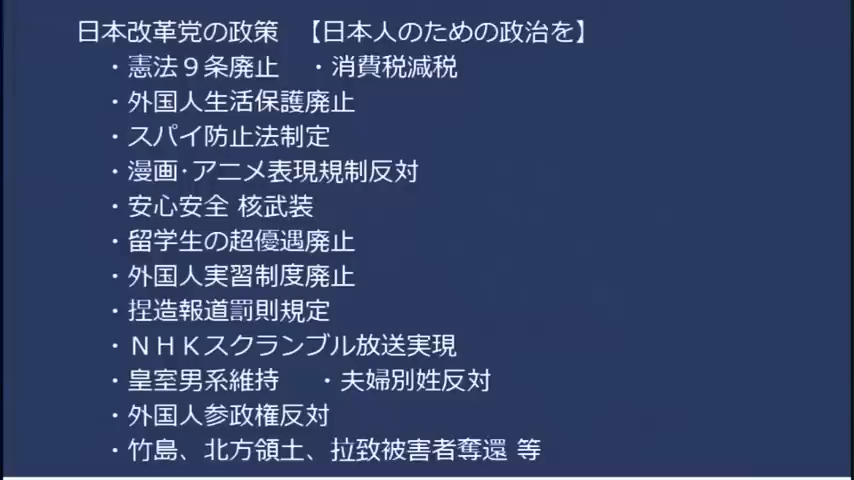 日本改革党の政策 【日本人のための政治を】
・憲法９条廃止 ・消費税減税
・外国人生活保護廃止
・スパイ防止法制定
・漫画･アニメ表現規制反対
・安心安全 核武装
・留学生の超優遇廃止
・外国人実習制度廃止
・捏造報道罰則規定
・ＮＨＫスクランブル放送実現
・皇室男系維持 ・夫婦別姓反対
・外国人参政権反対
・竹島、北方領土、拉致被害者奪還 等